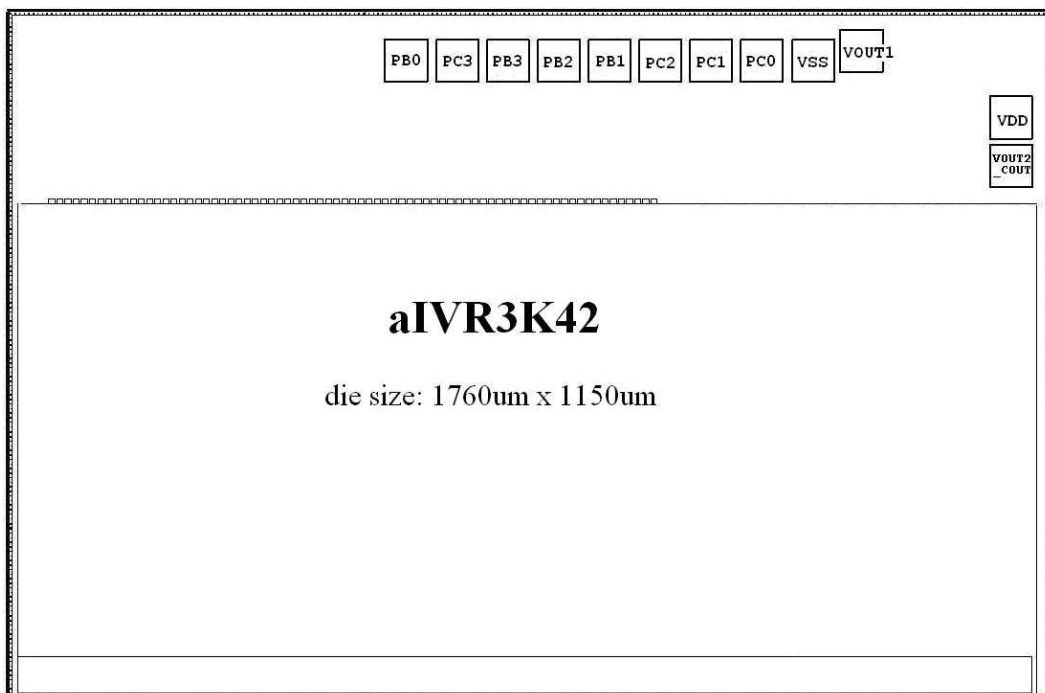 PB0 PC3 PB3 PB2 PB1 PC2 PC1 PC0 VSS VOUT1
VDD
VOUT2
_COUT
aIVR3K42
die size: 1760um x 1150um